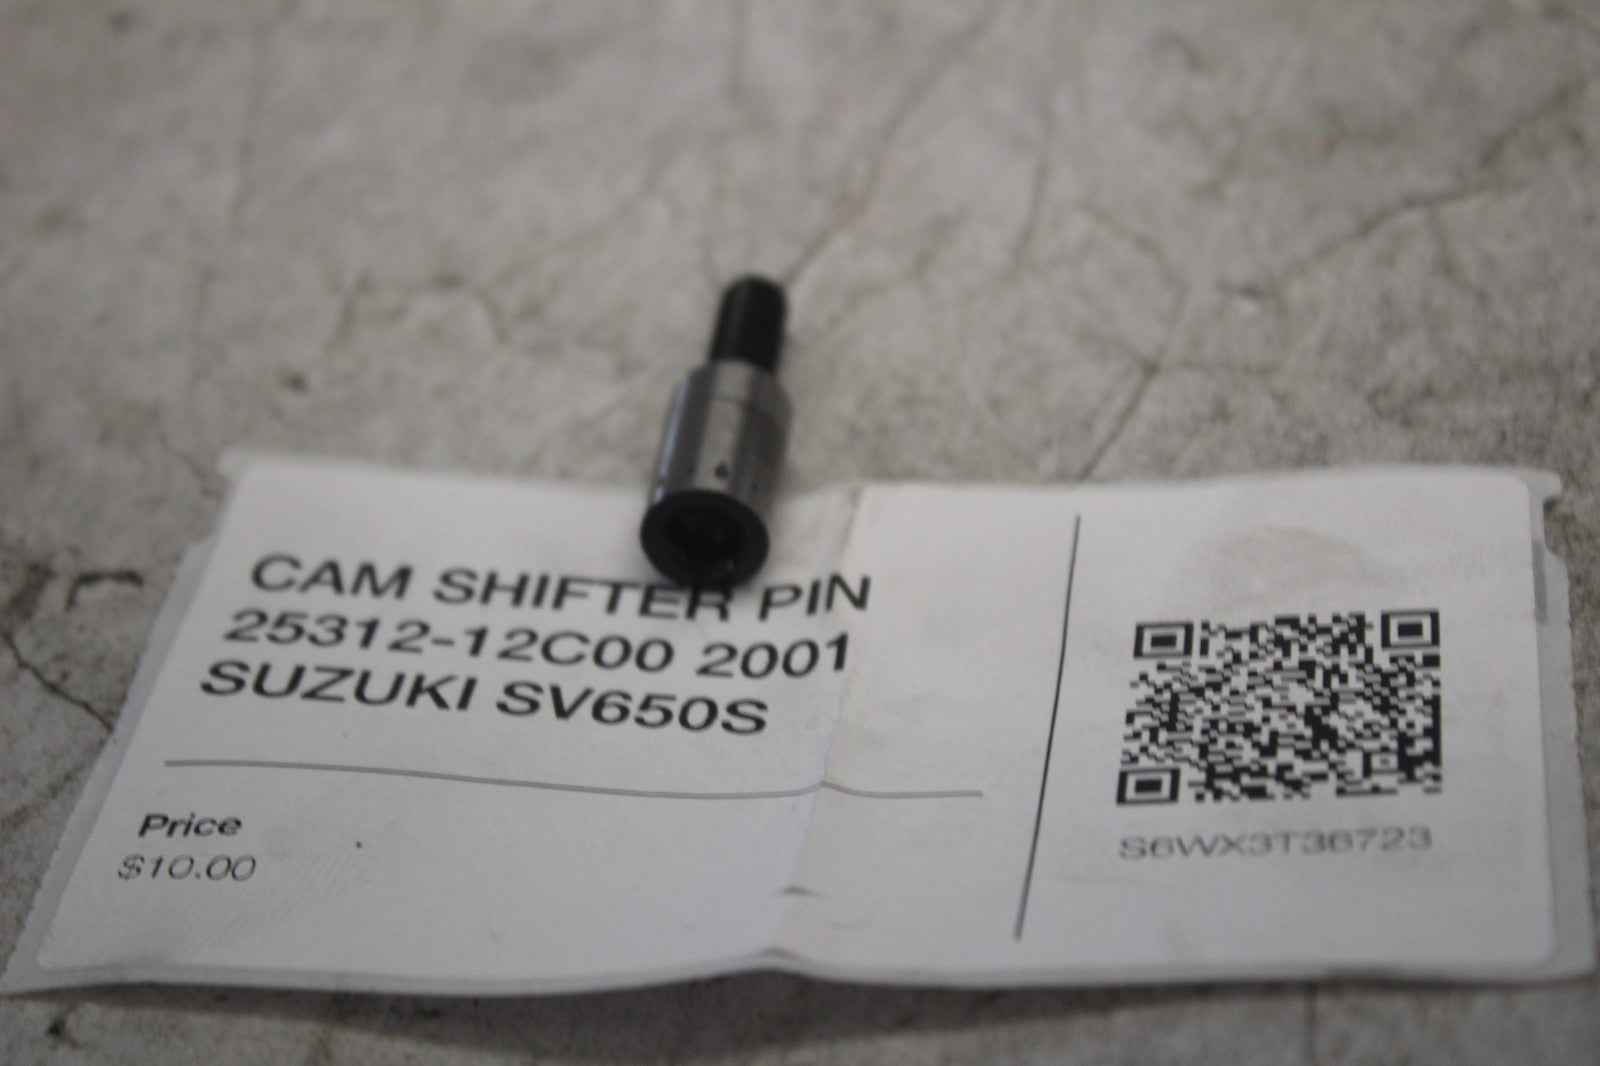 CAM SHIFTER PIN
25312-12C00 2001
SUZUKI SV650S
Price
$10.00
S6WX3T36723